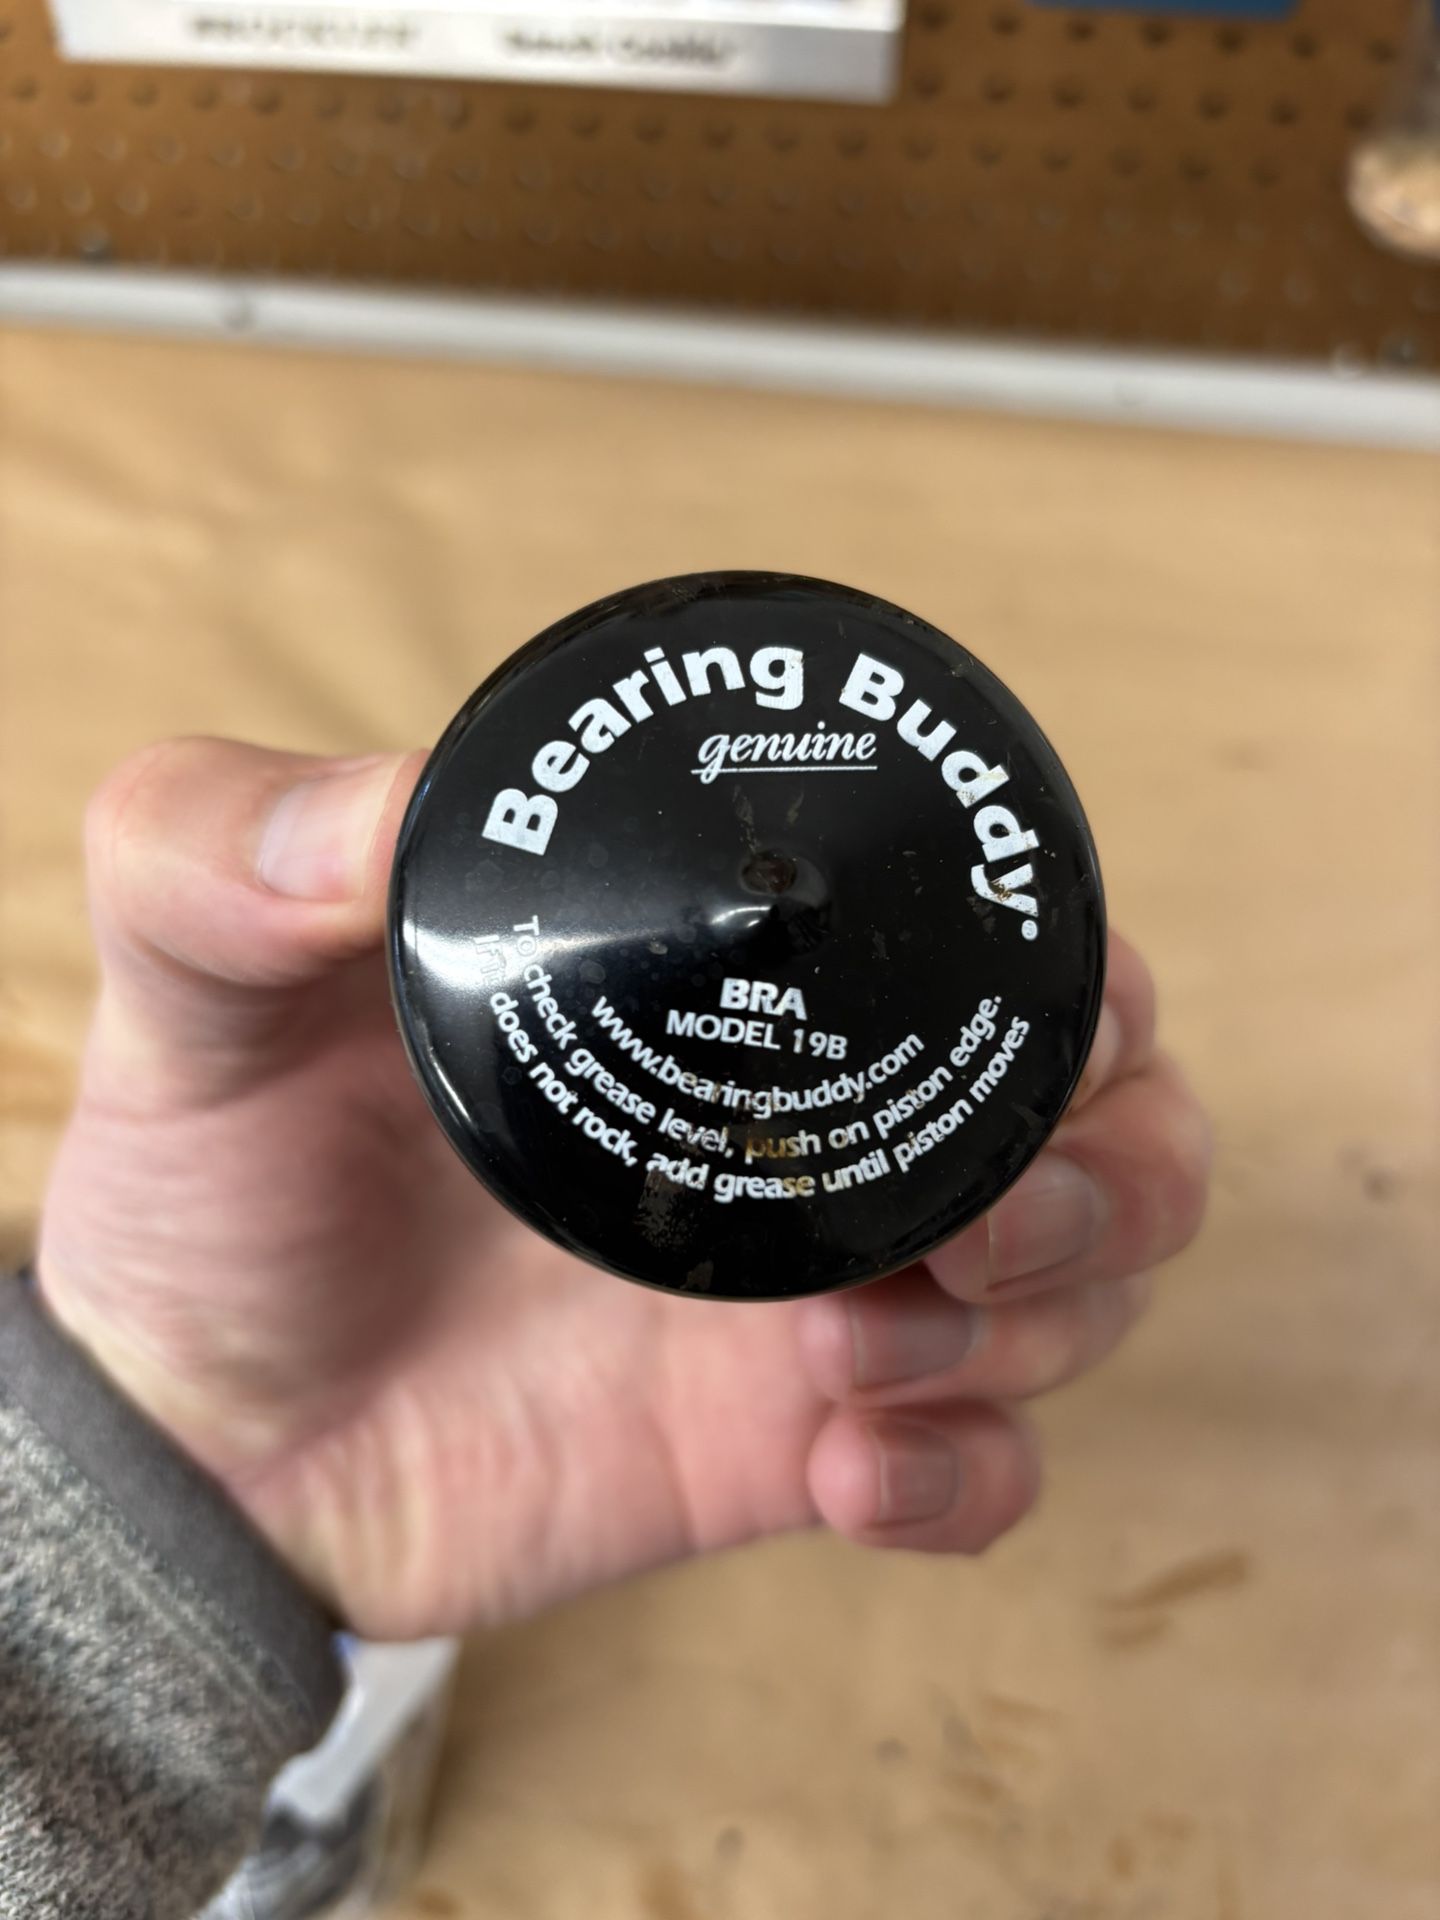 Bearing Buddy®
genuine
BRA
MODEL 19B
www.bearingbuddy.com
To check grease level, push on piston edge.
If it does not rock, add grease until piston moves